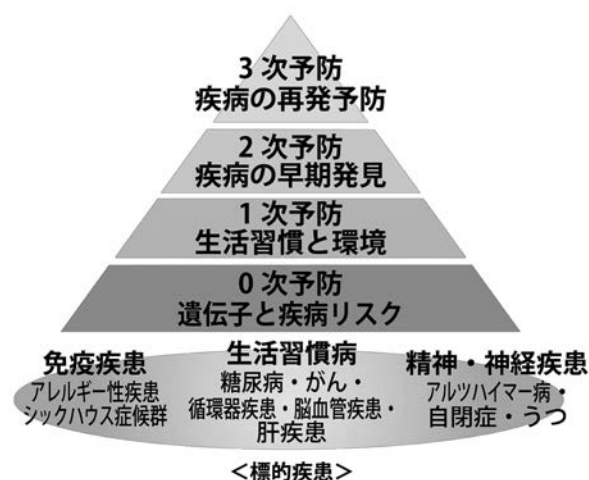 3 次予防
疾病の再発予防
2 次予防
疾病の早期発見
1 次予防
生活習慣と環境
0 次予防
遺伝子と疾病リスク
免疫疾患
アレルギー性疾患
シックハウス症候群
生活習慣病
糖尿病・がん・
循環器疾患・脳血管疾患・
肝疾患
精神・神経疾患
アルツハイマー病・
自閉症・うつ
＜標的疾患＞